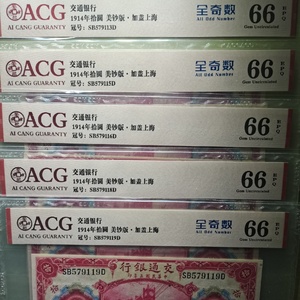 ACG
AI CANG GUARANTY
交通银行
1914年拾圆 美钞版·加盖上海
冠号: SB579113D
全奇数
All Odd Number
66 EPQ
Gem Uncirculated
ACG
AI CANG GUARANTY
交通银行
1914年拾圆 美钞版·加盖上海
冠号: SB579115D
全奇数
All Odd Number
66 EPQ
Gem Uncirculated
ACG
AI CANG GUARANTY
交通银行
1914年拾圆 美钞版·加盖上海
冠号: SB579116D
66 EPQ
Gem Uncirculated
ACG
AI CANG GUARANTY
交通银行
1914年拾圆 美钞版·加盖上海
冠号: SB579118D
66 EPQ
Gem Uncirculated
ACG
AI CANG GUARANTY
交通银行
1914年拾圆 美钞版·加盖上海
冠号: SB579119D
全奇数
All Odd Number
66 EPQ
Gem Uncirculated
行銀通交
SB579119D
SB579119D